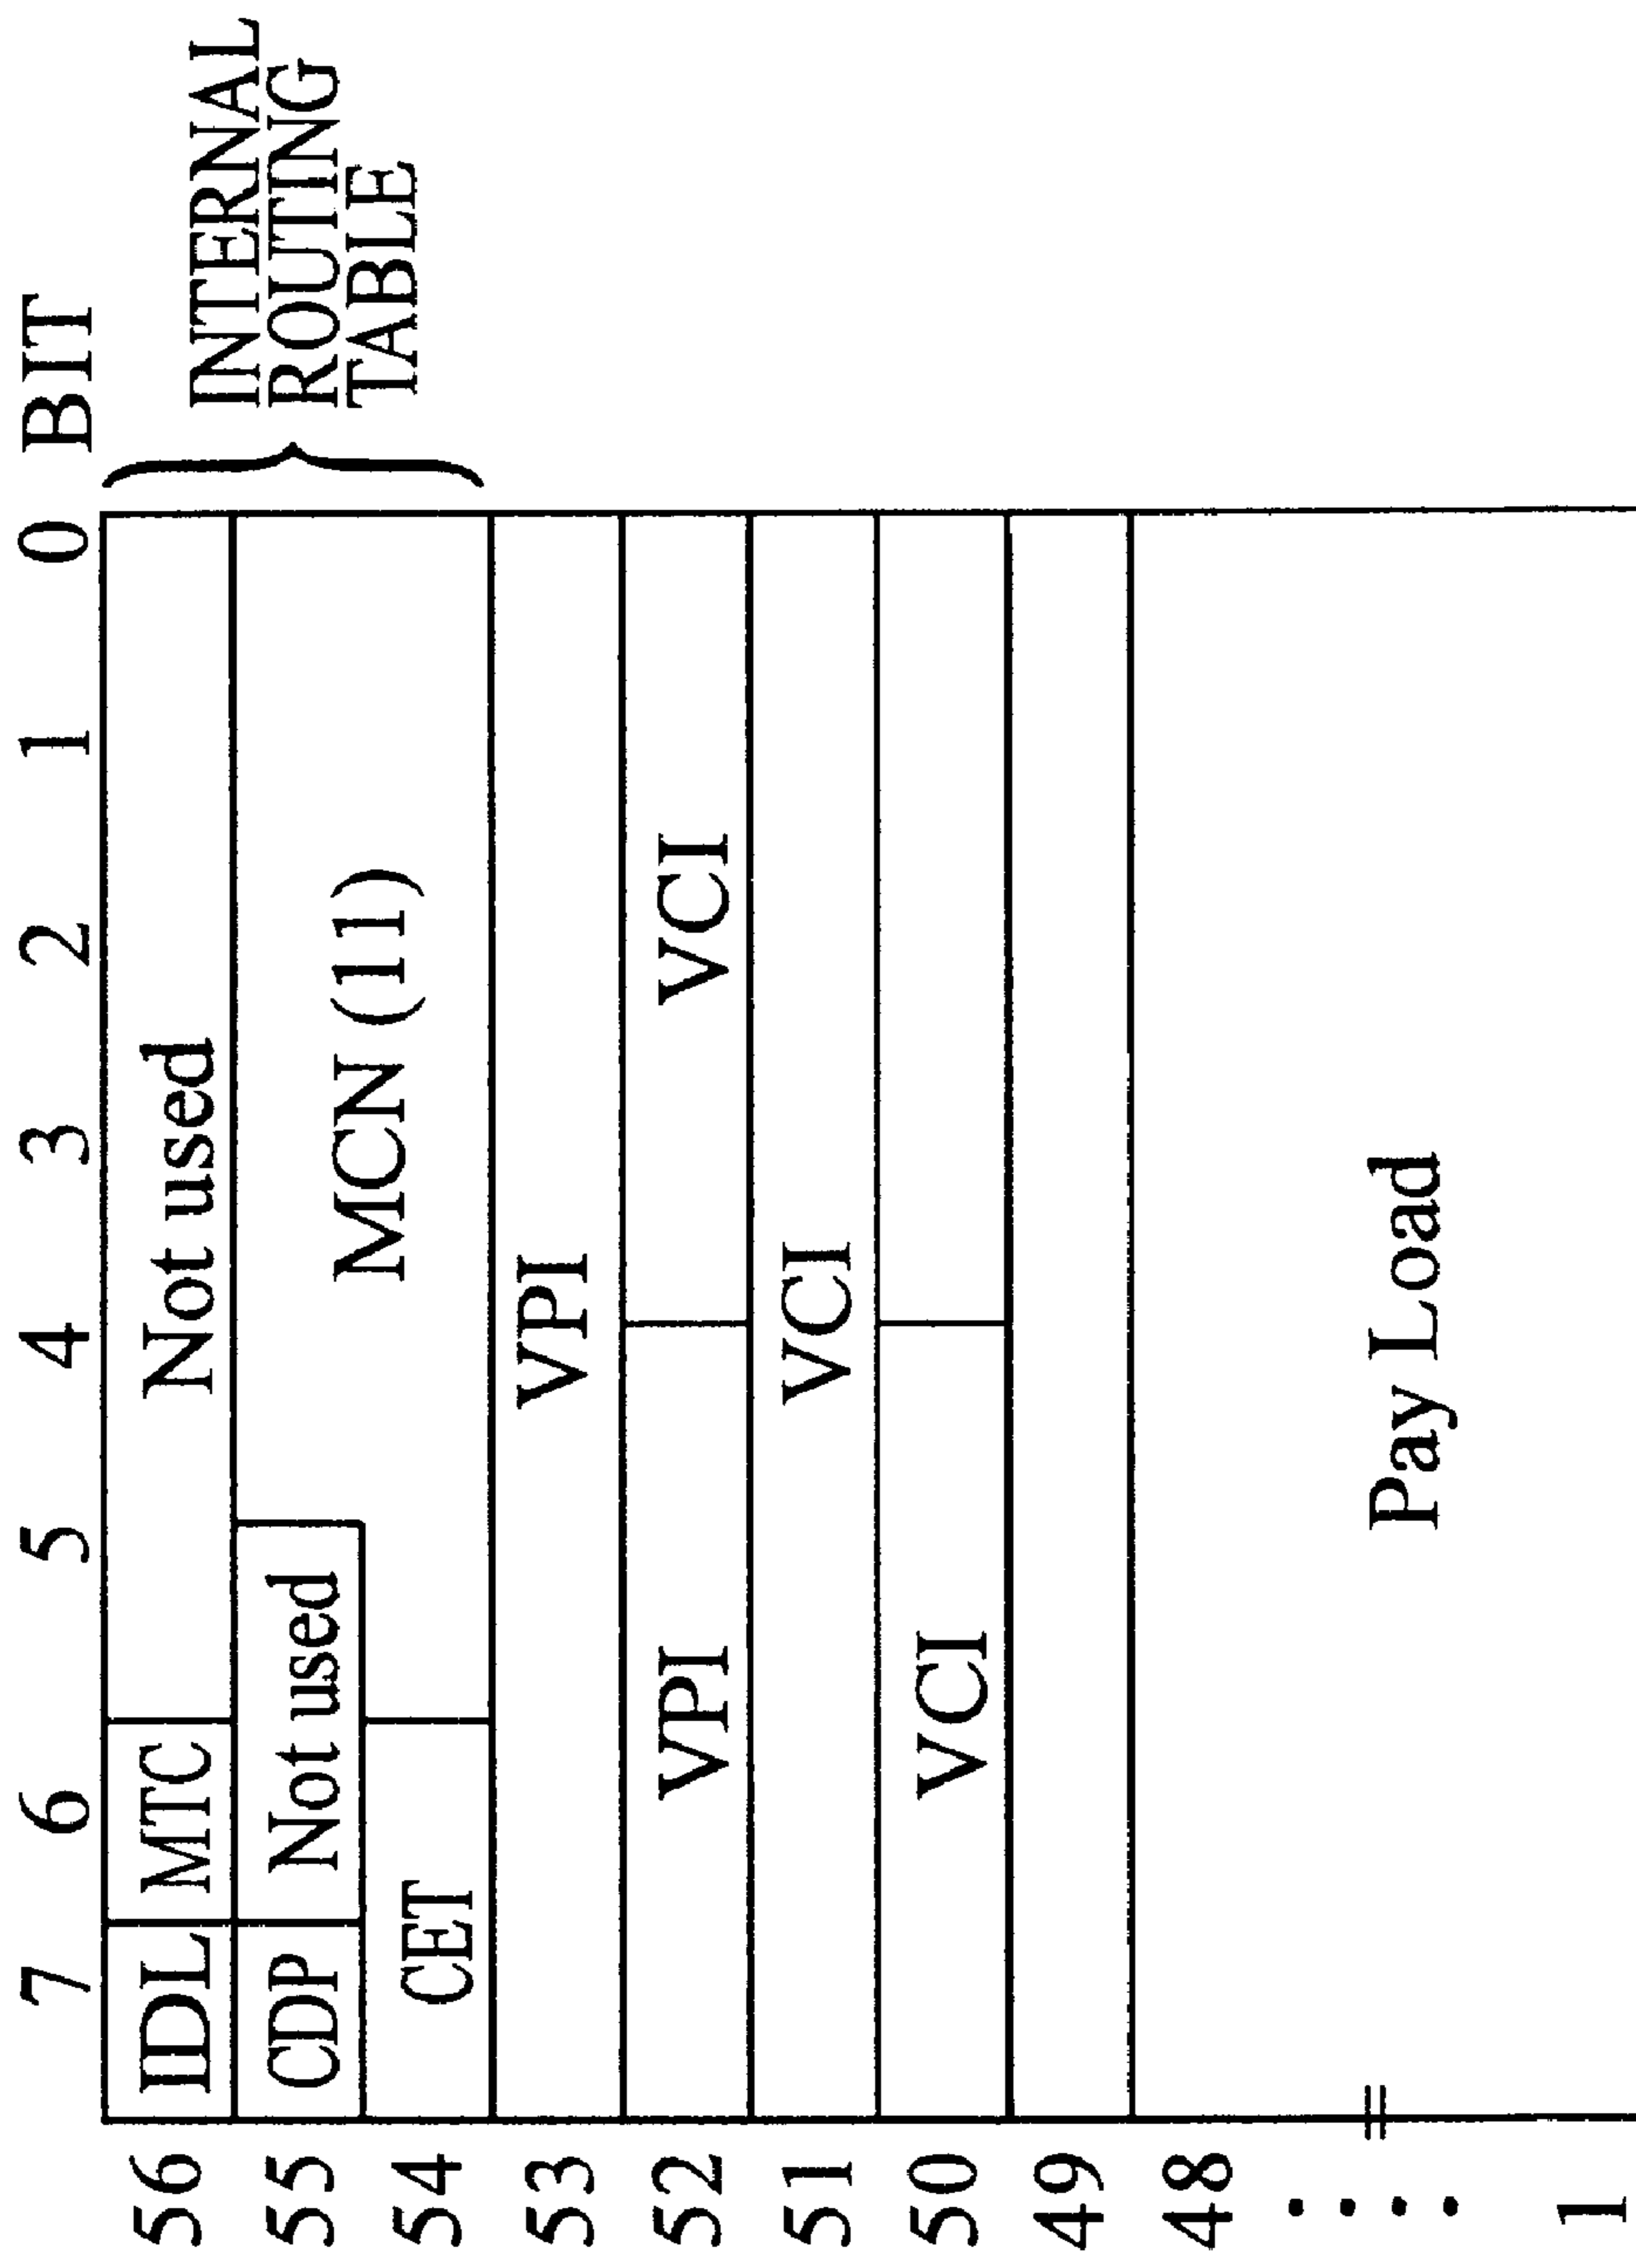 7 6 5 4 3 2 1 0 BIT
56 IDL MTC Not used
INTERNAL
ROUTING
TABLE
55 CDP Not used
MCN (11)
54 CET
53 VPI
52 VPI VCI
51 VCI
50 VCI
49
48
Pay Load
1